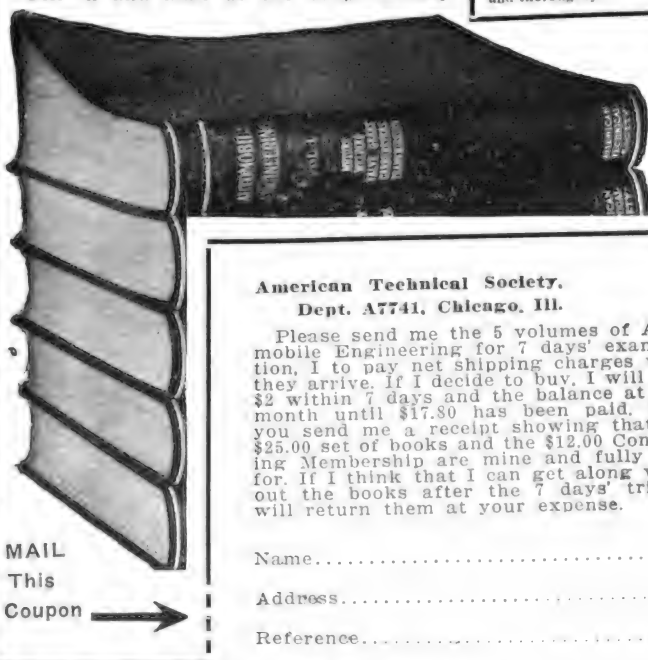 AUTOMOBILE
ENGINEERING
AMERICAN
TECHNICAL
SOCIETY
American Technical Society,
Dept. A7741, Chicago, Ill.
Please send me the 5 volumes of A
mobile Engineering for 7 days' exam
tion, I to pay net shipping charges
they arrive. If I decide to buy, I will
$2 within 7 days and the balance at
month until $17.80 has been paid,
you send me a receipt showing that
$25.00 set of books and the $12.00 Con
ing Membership are mine and fully
for. If I think that I can get along
out the books after the 7 days' tri
will return them at your expense.
Name
Address
Reference
MAIL
This
Coupon